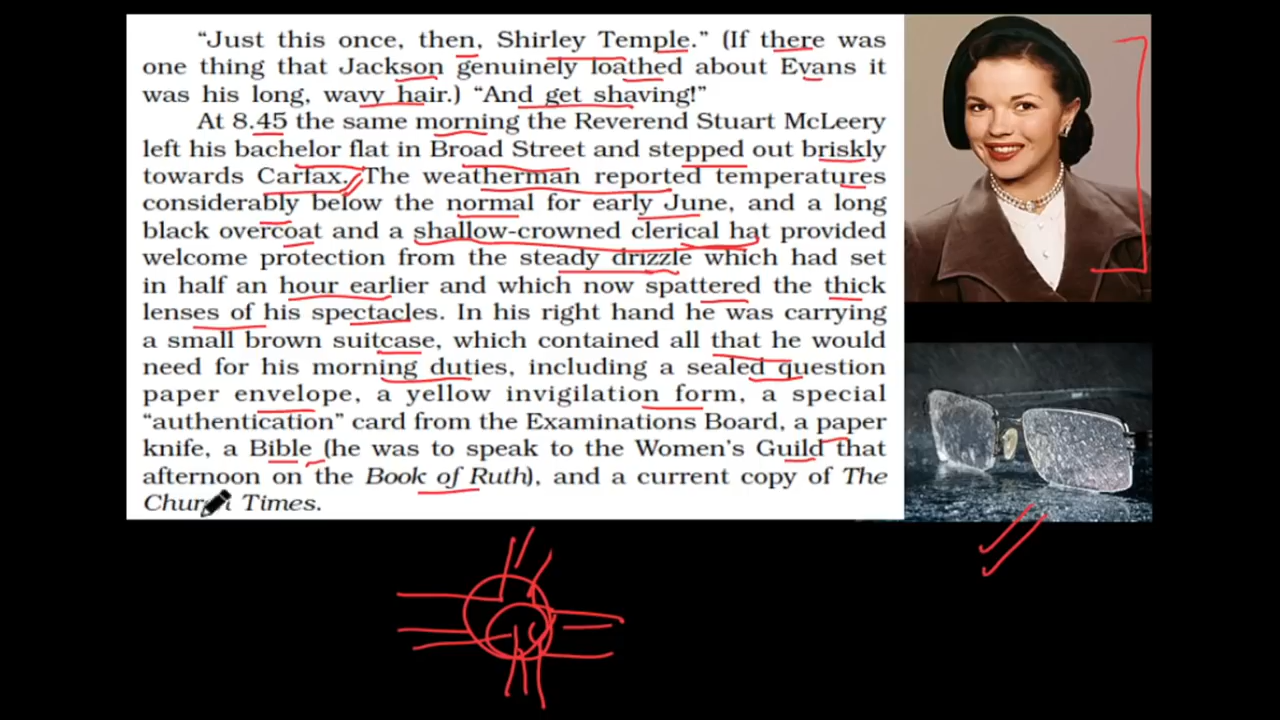 “Just this once, then, Shirley Temple.” (If there was
one thing that Jackson genuinely loathed about Evans it
was his long, wavy hair.) “And get shaving!”
At 8.45 the same morning the Reverend Stuart McLeery
left his bachelor flat in Broad Street and stepped out briskly
towards Carfax. The weatherman reported temperatures
considerably below the normal for early June, and a long
black overcoat and a shallow-crowned clerical hat provided
welcome protection from the steady drizzle which had set
in half an hour earlier and which now spattered the thick
lenses of his spectacles. In his right hand he was carrying
a small brown suitcase, which contained all that he would
need for his morning duties, including a sealed question
paper envelope, a yellow invigilation form, a special
“authentication” card from the Examinations Board, a paper
knife, a Bible (he was to speak to the Women’s Guild that
afternoon on the Book of Ruth), and a current copy of The
Church Times.